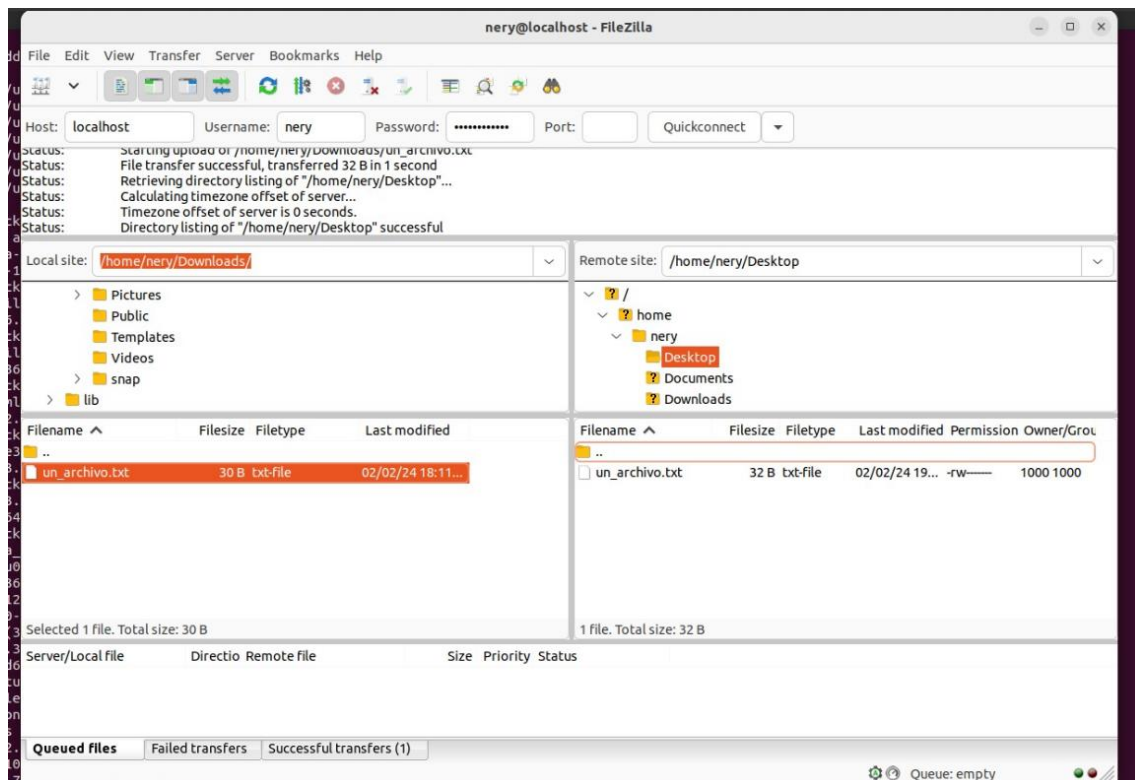 nery@localhost - FileZilla
File Edit View Transfer Server Bookmarks Help
Host: localhost Username: nery Password: •••••••••••• Port: Quickconnect
Status: Starting upload of /home/nery/Downloads/un_archivo.txt
Status: File transfer successful, transferred 32 B in 1 second
Status: Retrieving directory listing of "/home/nery/Desktop"...
Status: Calculating timezone offset of server...
Status: Timezone offset of server is 0 seconds.
Status: Directory listing of "/home/nery/Desktop" successful
Local site: /home/nery/Downloads/
Remote site: /home/nery/Desktop
Pictures
Public
Templates
Videos
snap
lib
/
home
nery
Desktop
Documents
Downloads
Filename Filesize Filetype Last modified
..
un_archivo.txt 30 B txt-file 02/02/24 18:11...
Selected 1 file. Total size: 30 B
Filename Filesize Filetype Last modified Permission Owner/Grou
..
un_archivo.txt 32 B txt-file 02/02/24 19... -rw------- 1000 1000
1 file. Total size: 32 B
Server/Local file Directio Remote file Size Priority Status
Queued files Failed transfers Successful transfers (1)
Queue: empty